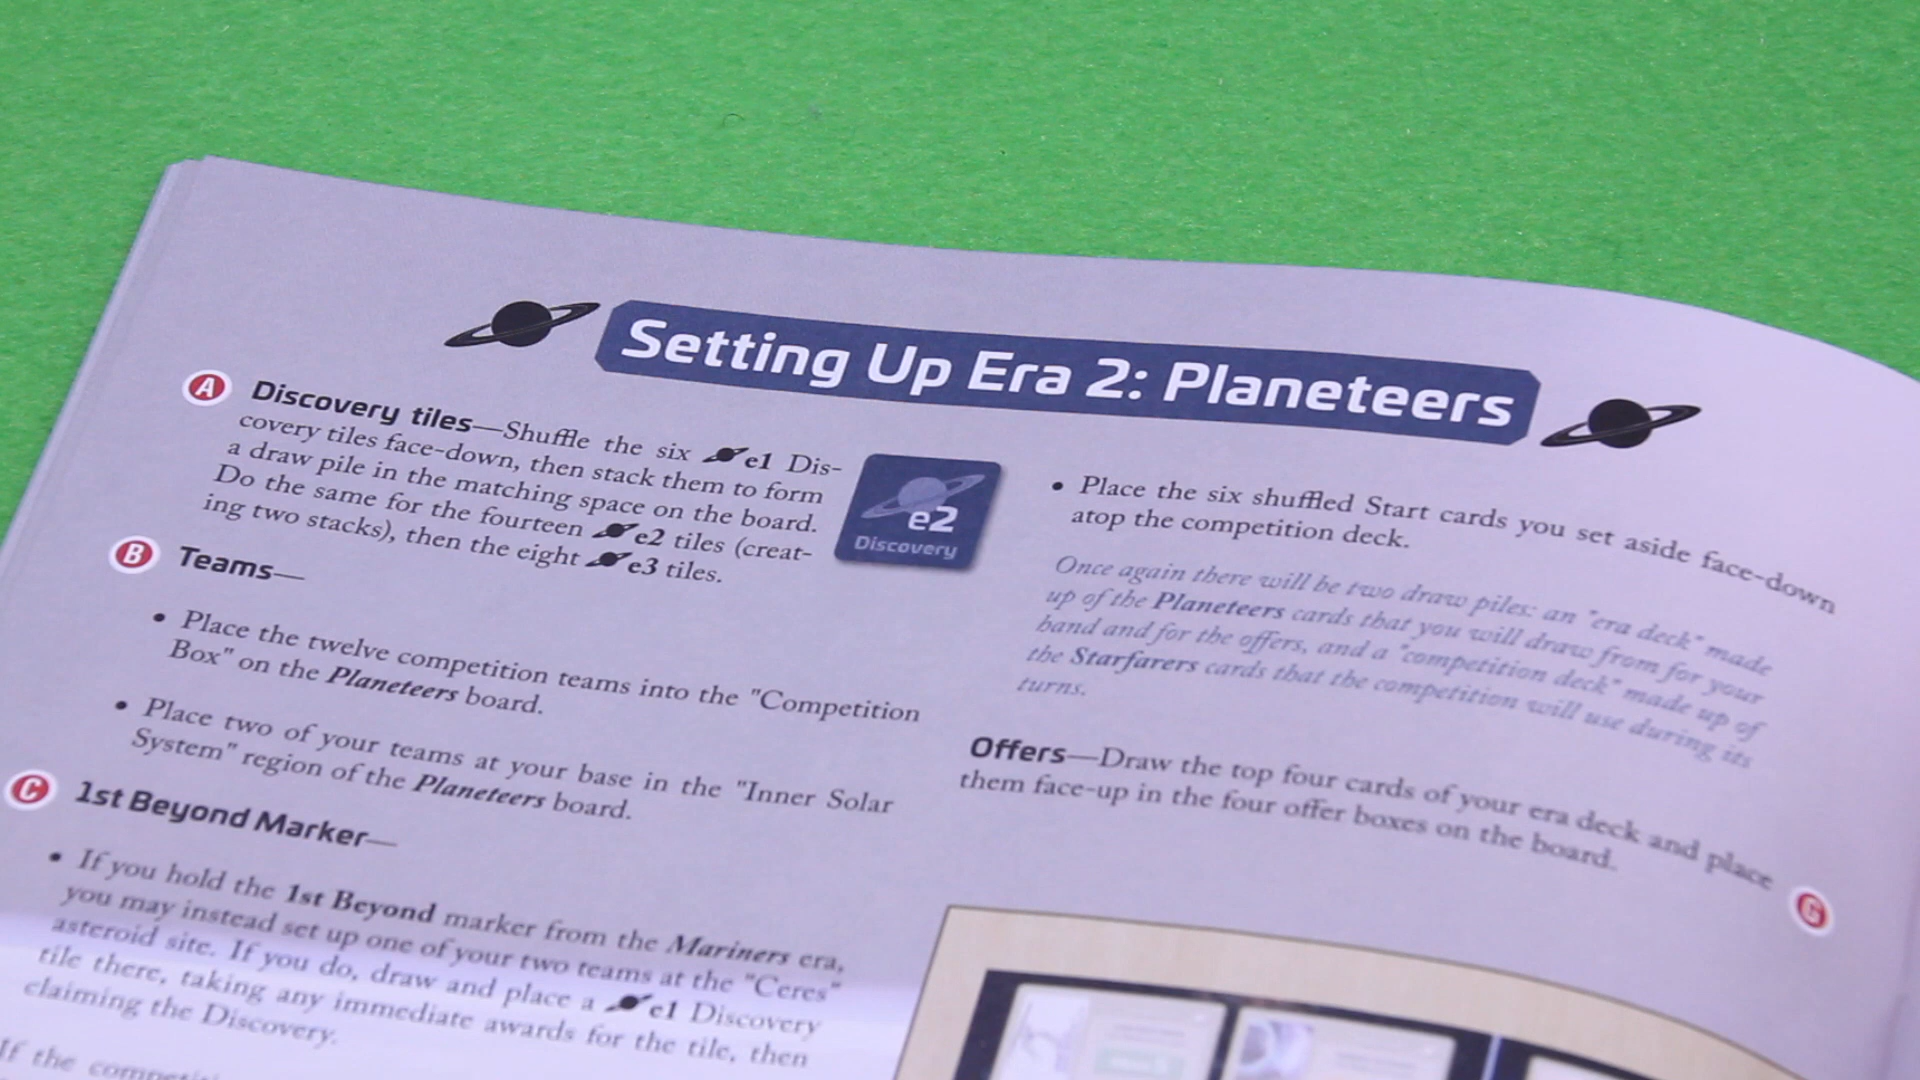 Setting Up Era 2: Planeteers
A Discovery tiles—Shuffle the six e1 Dis-
covery tiles face-down, then stack them to form
a draw pile in the matching space on the board.
Do the same for the fourteen e2 tiles (creat-
ing two stacks), then the eight e3 tiles.
e2
Discovery
B Teams—
• Place the twelve competition teams into the "Competition
Box" on the Planeteers board.
• Place two of your teams at your base in the "Inner Solar
System" region of the Planeteers board.
C 1st Beyond Marker—
• If you hold the 1st Beyond marker from the Mariners era,
you may instead set up one of your two teams at the "Ceres"
asteroid site. If you do, draw and place a e1 Discovery
tile there, taking any immediate awards for the tile, then
claiming the Discovery.
If the
• Place the six shuffled Start cards you set aside face-down
atop the competition deck.
Once again there will be two draw piles: an "era deck" made
up of the Planeteers cards that you will draw from for your
hand and for the offers, and a "competition deck" made up of
the Starfarers cards that the competition will use during its
turns.
Offers—Draw the top four cards of your era deck and place
them face-up in the four offer boxes on the board.
G